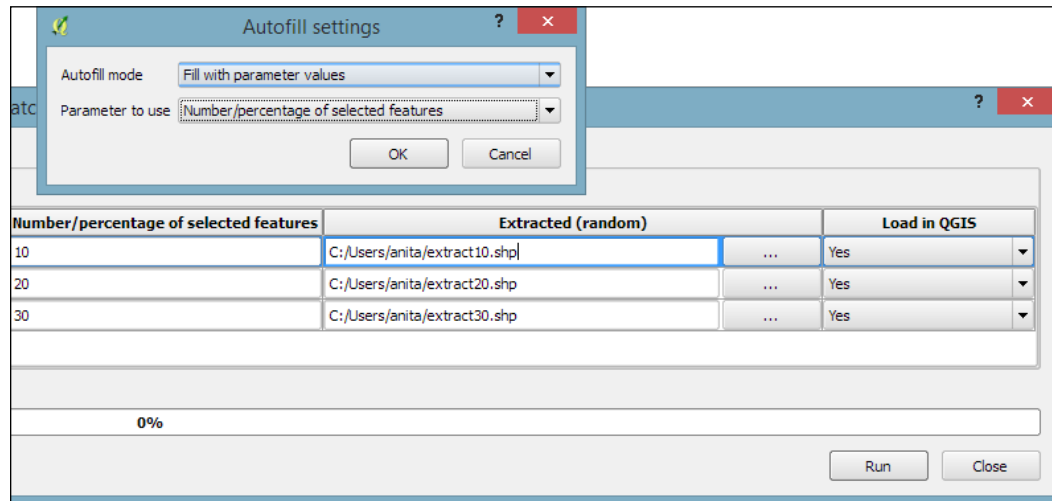 Autofill settings
? ×
Autofill mode Fill with parameter values
Parameter to use Number/percentage of selected features
OK Cancel
atc ? ×
Number/percentage of selected features Extracted (random) Load in QGIS
10 C:/Users/anita/extract10.shp ... Yes
20 C:/Users/anita/extract20.shp ... Yes
30 C:/Users/anita/extract30.shp ... Yes
0%
Run Close